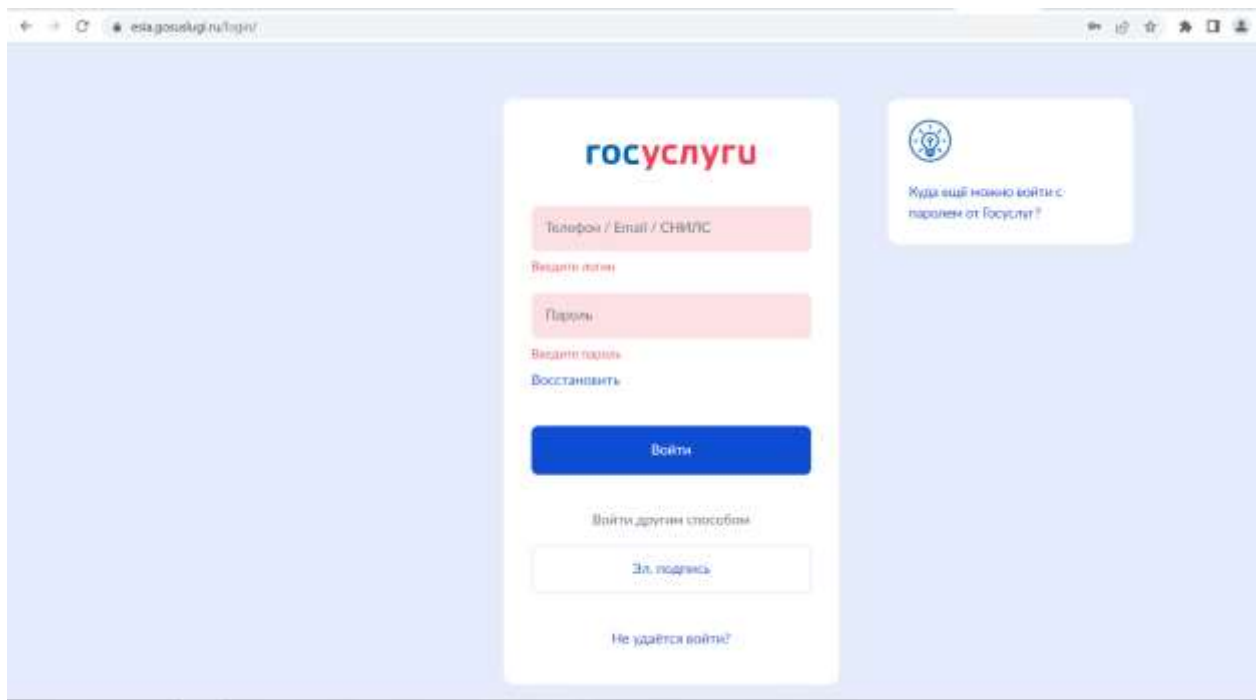 esia.gosuslugi.ru/login/
госуслуги
Куда ещё можно войти с
паролем от Госуслуг?
Телефон / Email / СНИЛС
Введите логин
Пароль
Введите пароль
Восстановить
Войти
Войти другим способом
Эл. подпись
Не удаётся войти?